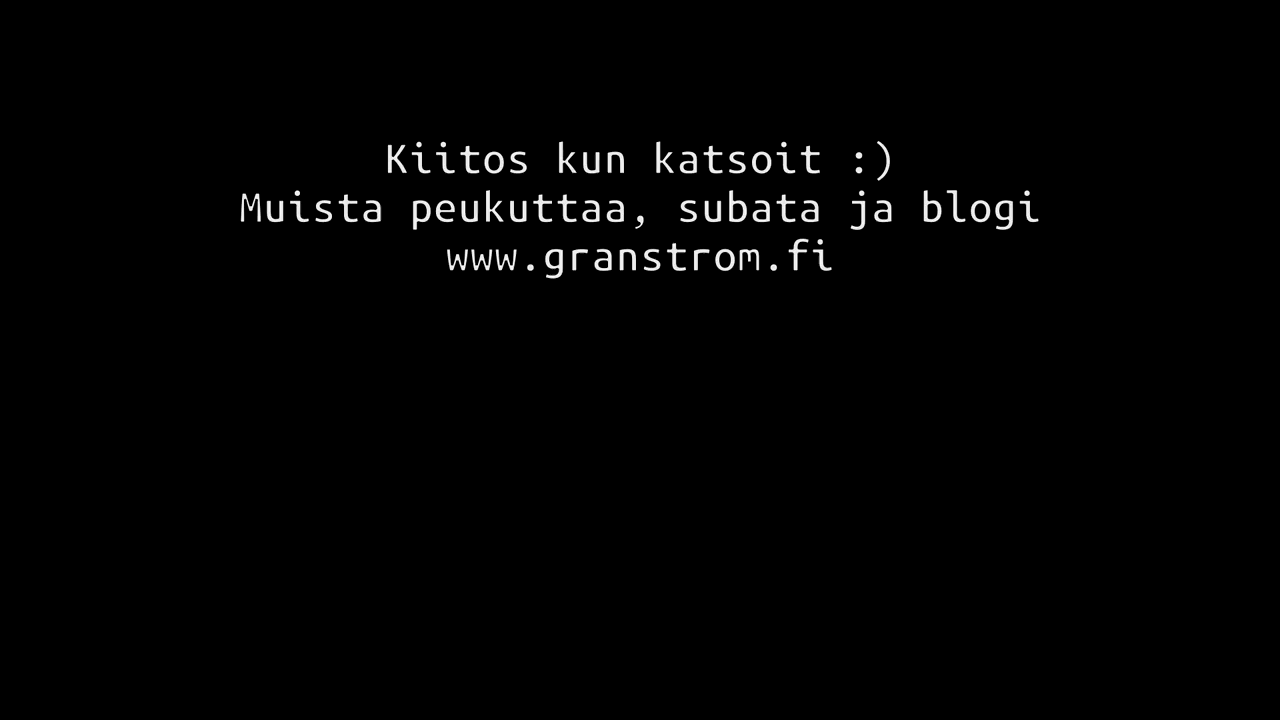 Kiitos kun katsoit :)
Muista peukuttaa, subata ja blogi
www.granstrom.fi